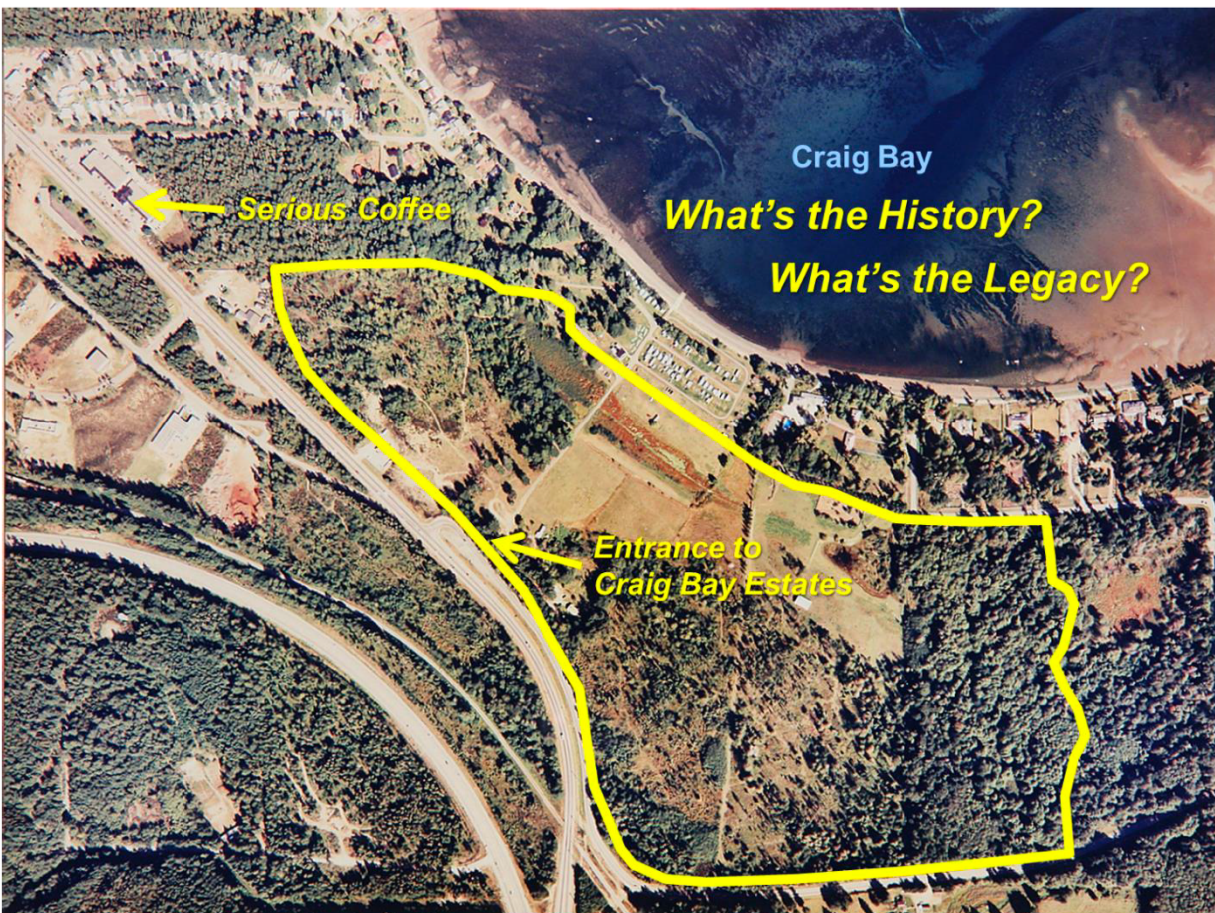 Craig Bay
What's the History?
What's the Legacy?
Serious Coffee
Entrance to
Craig Bay Estates